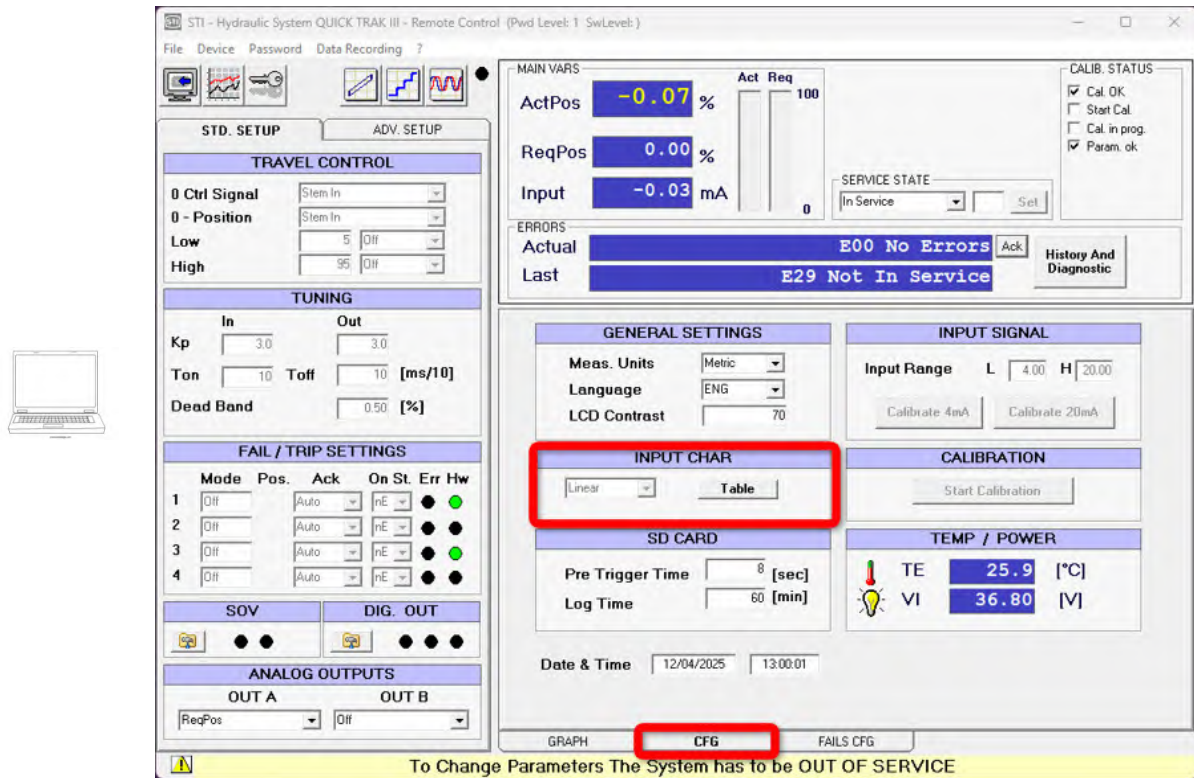 STI - Hydraulic System QUICK TRAK III - Remote Control (Pwd Level: 1 SwLevel: )
File Device Password Data Recording ?
STD. SETUP ADV. SETUP
TRAVEL CONTROL
0 Ctrl Signal Stem In
0 - Position Stem In
Low 5 Off
High 95 Off
TUNING
In Out
Kp 3.0 3.0
Ton 10 Toff 10 [ms/10]
Dead Band 0.50 [%]
FAIL / TRIP SETTINGS
Mode Pos. Ack On St. Err Hw
1 Off Auto nE
2 Off Auto nE
3 Off Auto nE
4 Off Auto nE
SOV DIG. OUT
ANALOG OUTPUTS
OUT A OUT B
ReqPos Off
MAIN VARS
Act Req
ActPos -0.07 % 100
ReqPos 0.00 %
Input -0.03 mA 0
SERVICE STATE
In Service Set
CALIB. STATUS
Cal. OK
Start Cal.
Cal. in prog.
Param. ok
ERRORS
Actual E00 No Errors Ack
Last E29 Not In Service
History And
Diagnostic
GENERAL SETTINGS
Meas. Units Metric
Language ENG
LCD Contrast 70
INPUT SIGNAL
Input Range L 4.00 H 20.00
Calibrate 4mA Calibrate 20mA
INPUT CHAR
Linear Table
CALIBRATION
Start Calibration
SD CARD
Pre Trigger Time 8 [sec]
Log Time 60 [min]
TEMP / POWER
TE 25.9 [°C]
VI 36.80 [V]
Date & Time 12/04/2025 13:00:01
GRAPH CFG FAILS CFG
To Change Parameters The System has to be OUT OF SERVICE